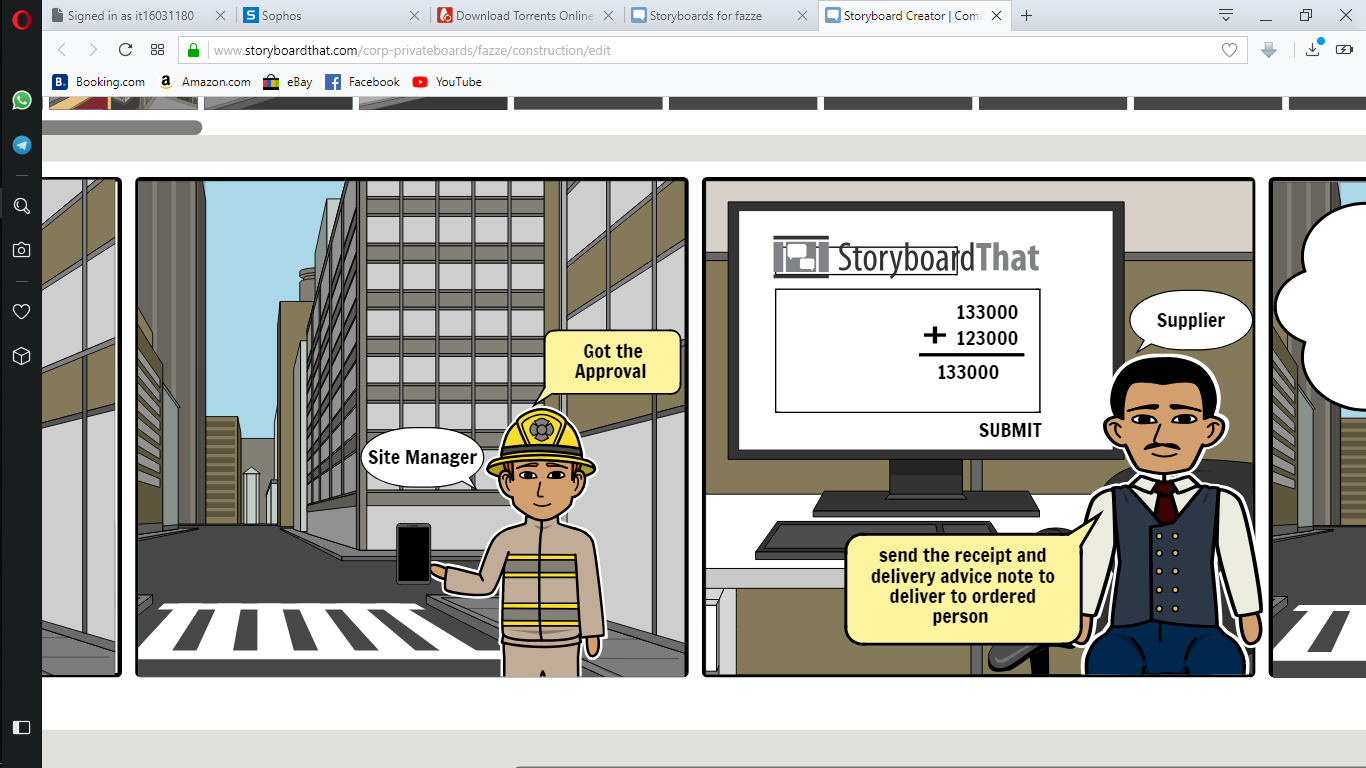 Signed in as it16031180
Sophos
Download Torrents Online
Storyboards for fazze
Storyboard Creator | Com
www.storyboardthat.com/corp-privateboards/fazze/construction/edit
B.
Booking.com
Amazon.com
eBay
Facebook
YouTube
Got the
Approval
Site Manager
StoryboardThat
133000
+ 123000
133000
SUBMIT
Supplier
send the receipt and
delivery advice note to
deliver to ordered
person